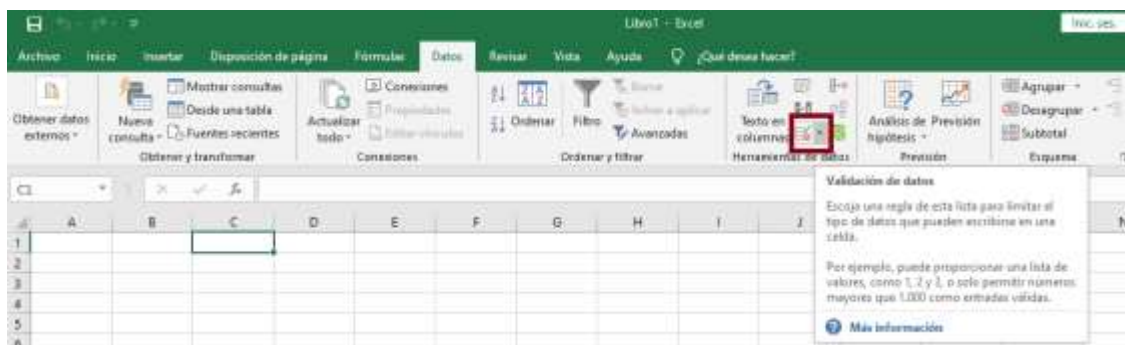 Libro1 - Excel
Inic. ses.
Archivo Inicio Insertar Disposición de página Fórmulas Datos Revisar Vista Ayuda ¿Qué desea hacer?
Obtener datos externos
Nueva consulta
Mostrar consultas
Desde una tabla
Fuentes recientes
Obtener y transformar
Actualizar todo
Conexiones
Propiedades
Editar vínculos
Conexiones
Ordenar
Filtro
Borrar
Volver a aplicar
Avanzadas
Ordenar y filtrar
Texto en columnas
Herramientas de datos
Análisis de hipótesis
Previsión
Previsión
Agrupar
Desagrupar
Subtotal
Esquema
C1
fx
A B C D E F G H I J N
1
2
3
4
5
6
Validación de datos
Escoja una regla de esta lista para limitar el
tipo de datos que pueden escribirse en una
celda.
Por ejemplo, puede proporcionar una lista de
valores, como 1, 2 y 3, o solo permitir números
mayores que 1.000 como entradas válidas.
Más información